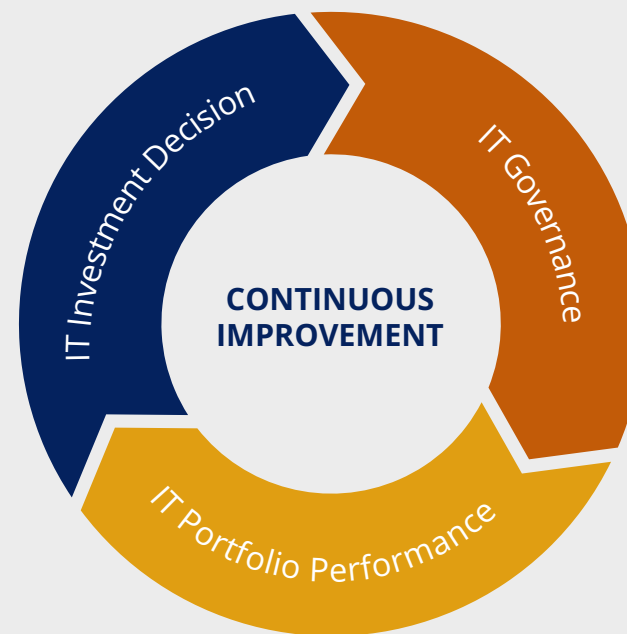 IT Investment Decision
IT Governance
CONTINUOUS
IMPROVEMENT
IT Portfolio Performance